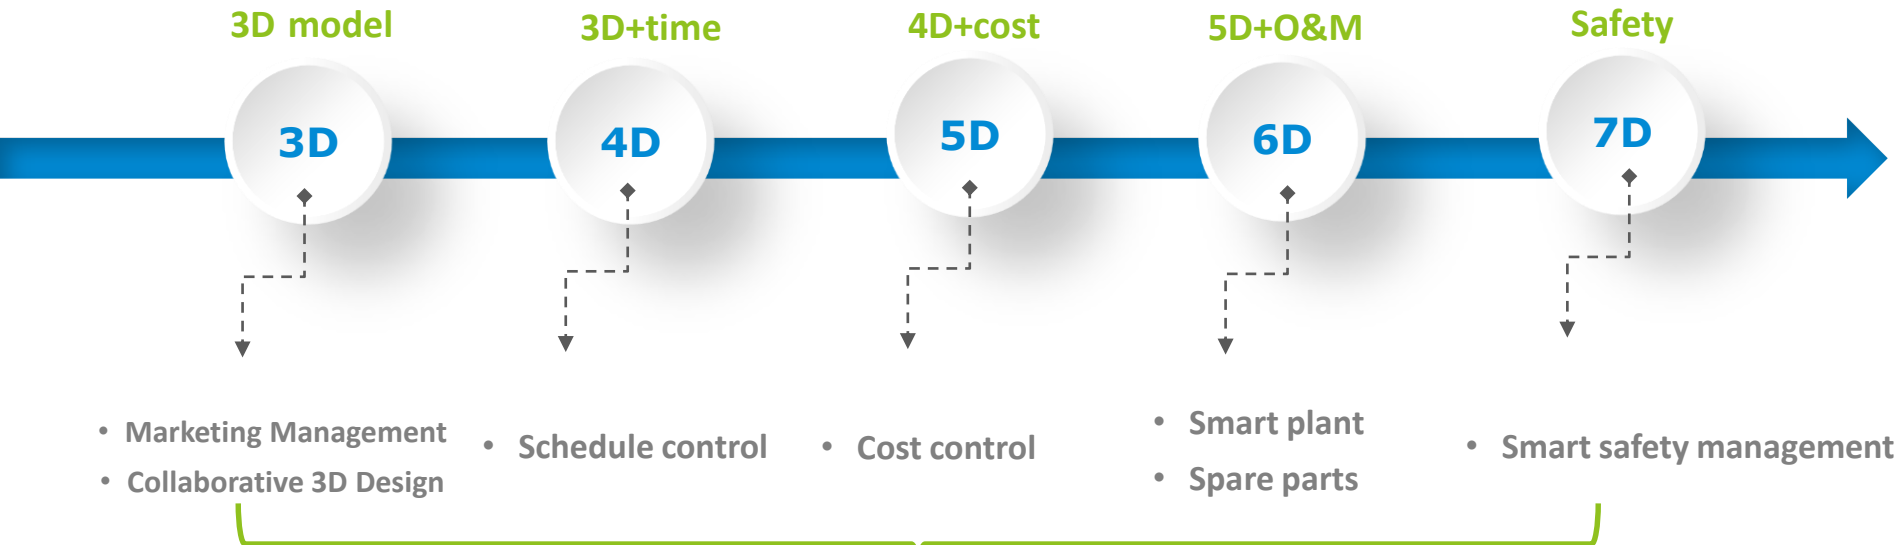 3D model
3D+time
4D+cost
5D+O&M
Safety
3D
4D
5D
6D
7D
• Marketing Management
• Collaborative 3D Design
• Schedule control
• Cost control
• Smart plant
• Spare parts
• Smart safety management